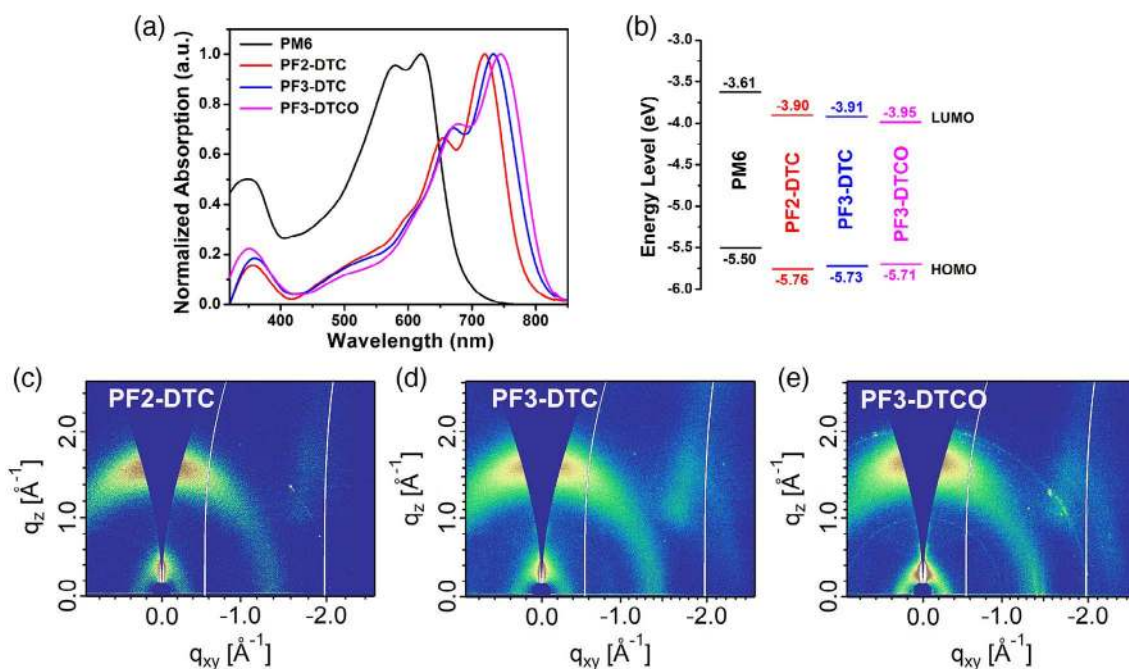 (a)
Normalized Absorption (a.u.)
1.0
0.8
0.6
0.4
0.2
0.0
PM6
PF2-DTC
PF3-DTC
PF3-DTCO
400 500 600 700 800
Wavelength (nm)
(b)
Energy Level (eV)
-3.0
-3.5
-4.0
-4.5
-5.0
-5.5
-6.0
-3.61
-3.90
-3.91
-3.95
LUMO
PM6
PF2-DTC
PF3-DTC
PF3-DTCO
-5.50
-5.76
-5.73
-5.71
HOMO
(c)
PF2-DTC
qz [Å-1]
2.0
1.0
0.0
0.0 -1.0 -2.0
qxy [Å-1]
(d)
PF3-DTC
qz [Å-1]
2.0
1.0
0.0
0.0 -1.0 -2.0
qxy [Å-1]
(e)
PF3-DTCO
qz [Å-1]
2.0
1.0
0.0
0.0 -1.0 -2.0
qxy [Å-1]